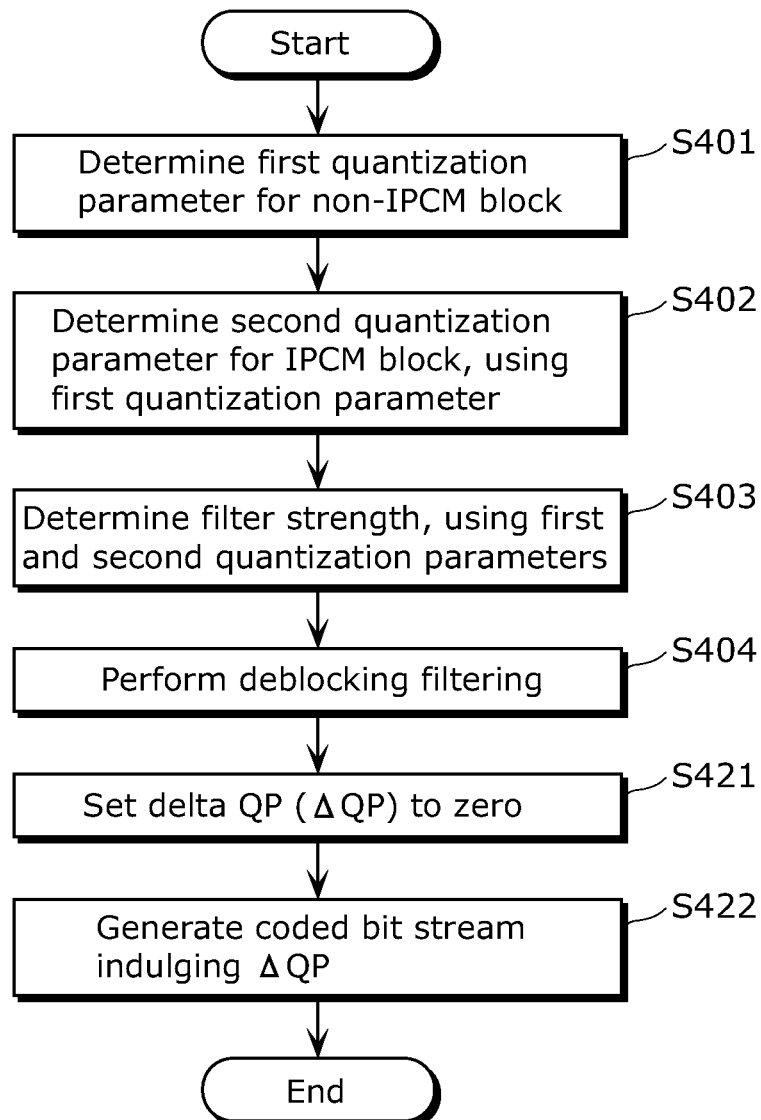 Start
S401
Determine first quantization
parameter for non-IPCM block
S402
Determine second quantization
parameter for IPCM block, using
first quantization parameter
S403
Determine filter strength, using first
and second quantization parameters
S404
Perform deblocking filtering
S421
Set delta QP (ΔQP) to zero
S422
Generate coded bit stream
indulging ΔQP
End